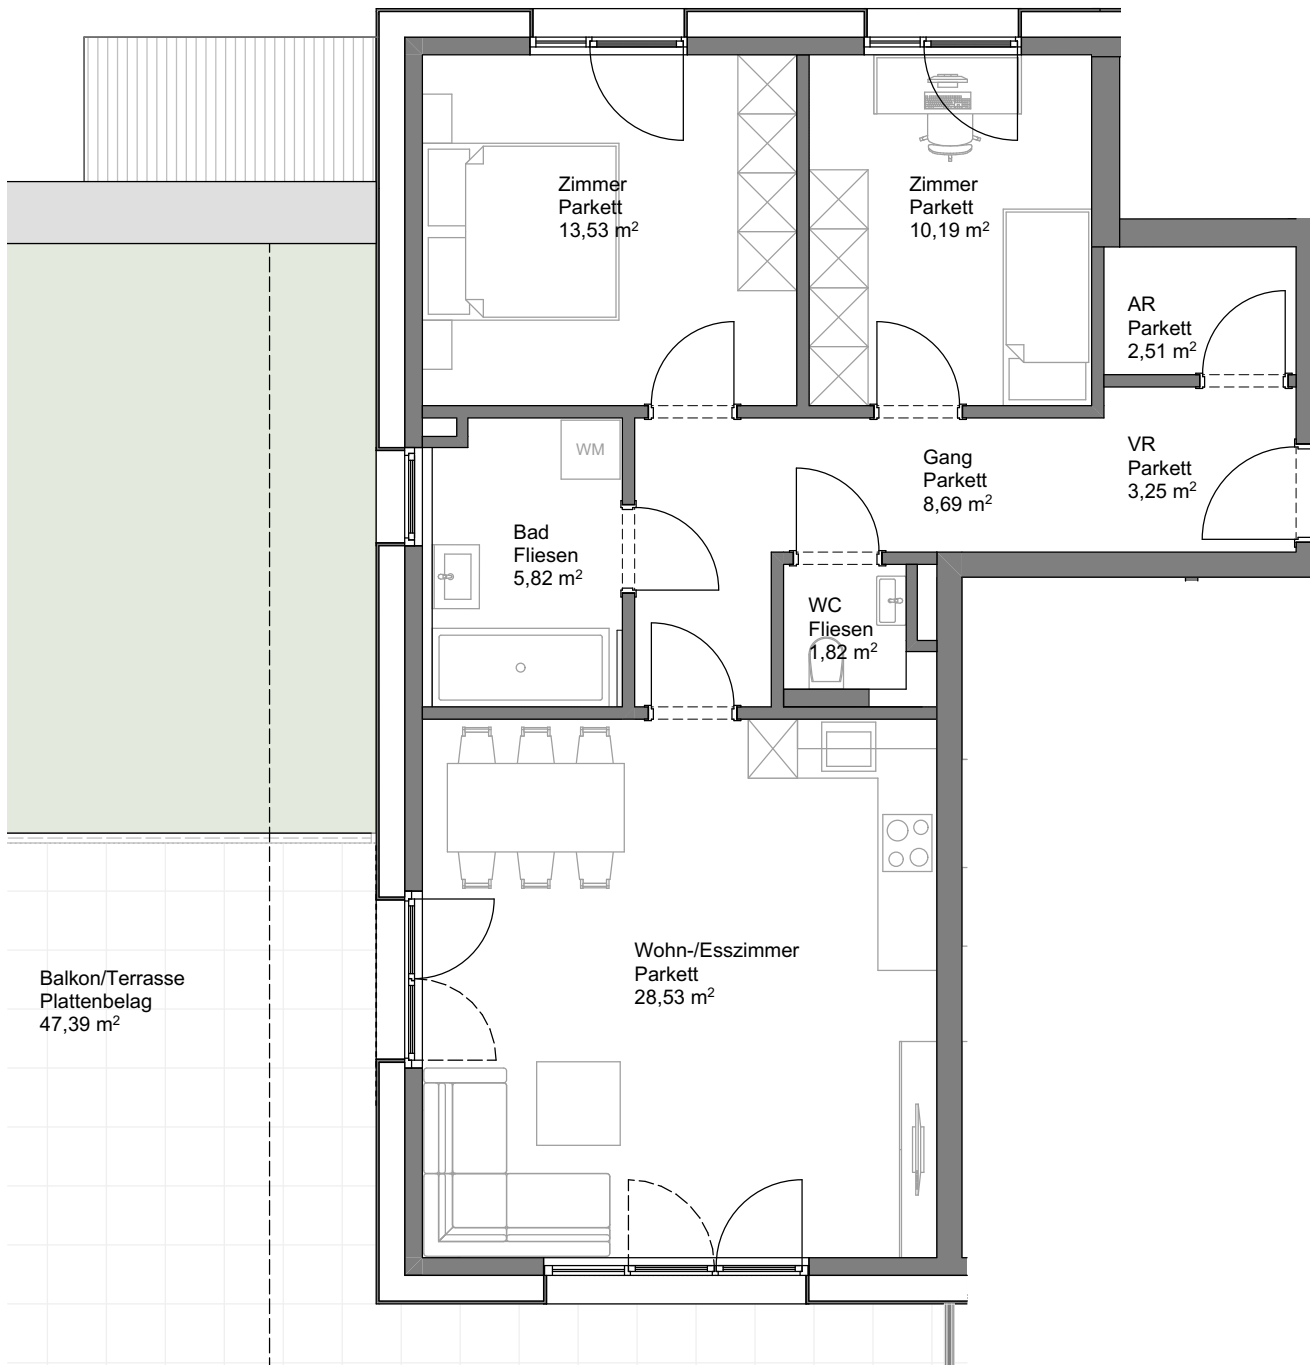 Zimmer
Parkett
13,53 m²
Zimmer
Parkett
10,19 m²
AR
Parkett
2,51 m²
VR
Parkett
3,25 m²
Gang
Parkett
8,69 m²
WM
Bad
Fliesen
5,82 m²
WC
Fliesen
1,82 m²
Wohn-/Esszimmer
Parkett
28,53 m²
Balkon/Terrasse
Plattenbelag
47,39 m²